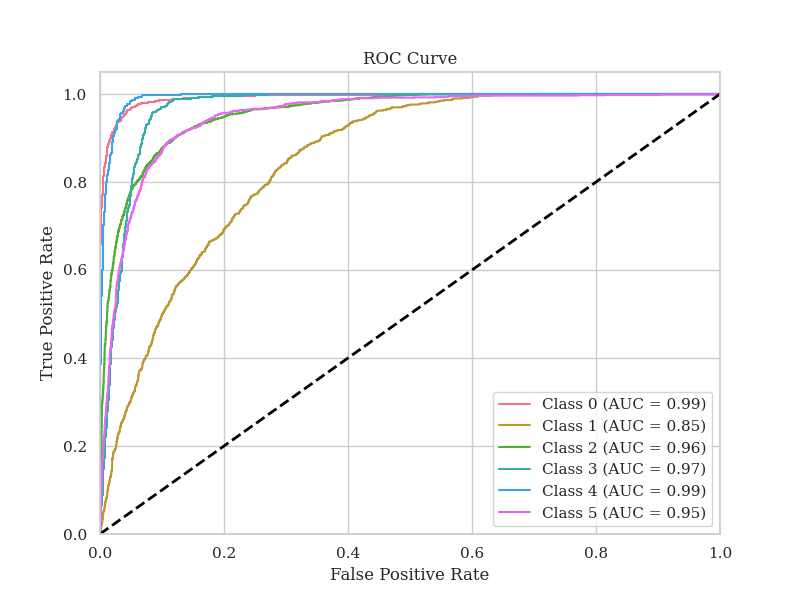 ROC Curve
True Positive Rate
1.0
0.8
0.6
0.4
0.2
0.0
Class 0 (AUC = 0.99)
Class 1 (AUC = 0.85)
Class 2 (AUC = 0.96)
Class 3 (AUC = 0.97)
Class 4 (AUC = 0.99)
Class 5 (AUC = 0.95)
0.0 0.2 0.4 0.6 0.8 1.0
False Positive Rate